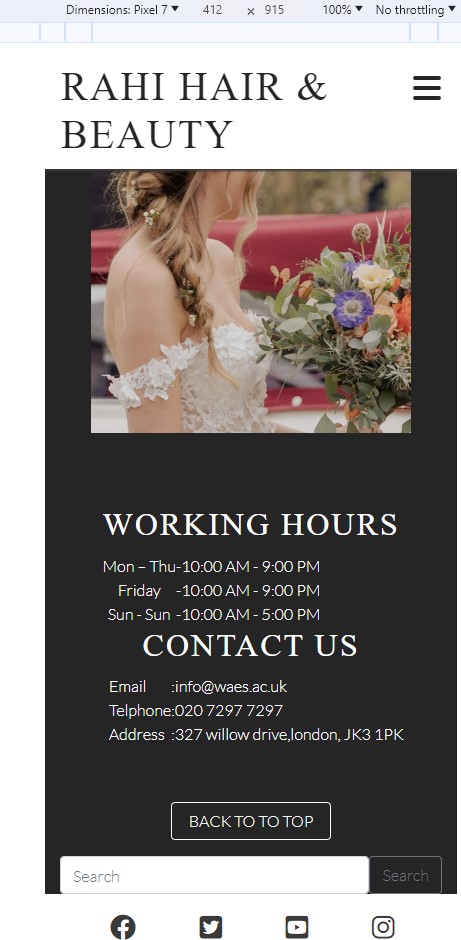 Dimensions: Pixel 7 412 × 915 100% No throttling
RAHI HAIR &
BEAUTY
WORKING HOURS
Mon – Thu-10:00 AM - 9:00 PM
Friday -10:00 AM - 9:00 PM
Sun - Sun -10:00 AM - 5:00 PM
CONTACT US
Email :info@waes.ac.uk
Telphone:020 7297 7297
Address :327 willow drive,london, JK3 1PK
BACK TO TO TOP
Search Search